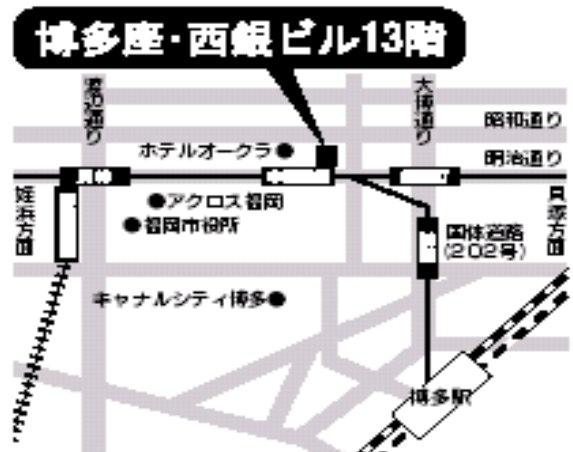 博多座・西銀ビル13階
渡辺通り
大博通り
昭和通り
ホテルオークラ●
明治通り
姪浜方面
●アクロス福岡
●福岡市役所
貝塚方面
国体道路
(202号)
キャナルシティ博多●
博多駅